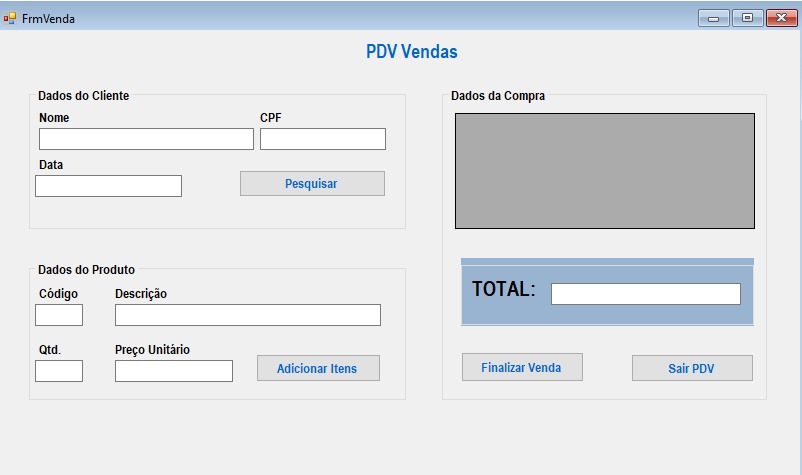 FrmVenda
PDV Vendas
Dados do Cliente
Nome
CPF
Data
Pesquisar
Dados do Produto
Código
Descrição
Qtd.
Preço Unitário
Adicionar Itens
Dados da Compra
TOTAL:
Finalizar Venda
Sair PDV